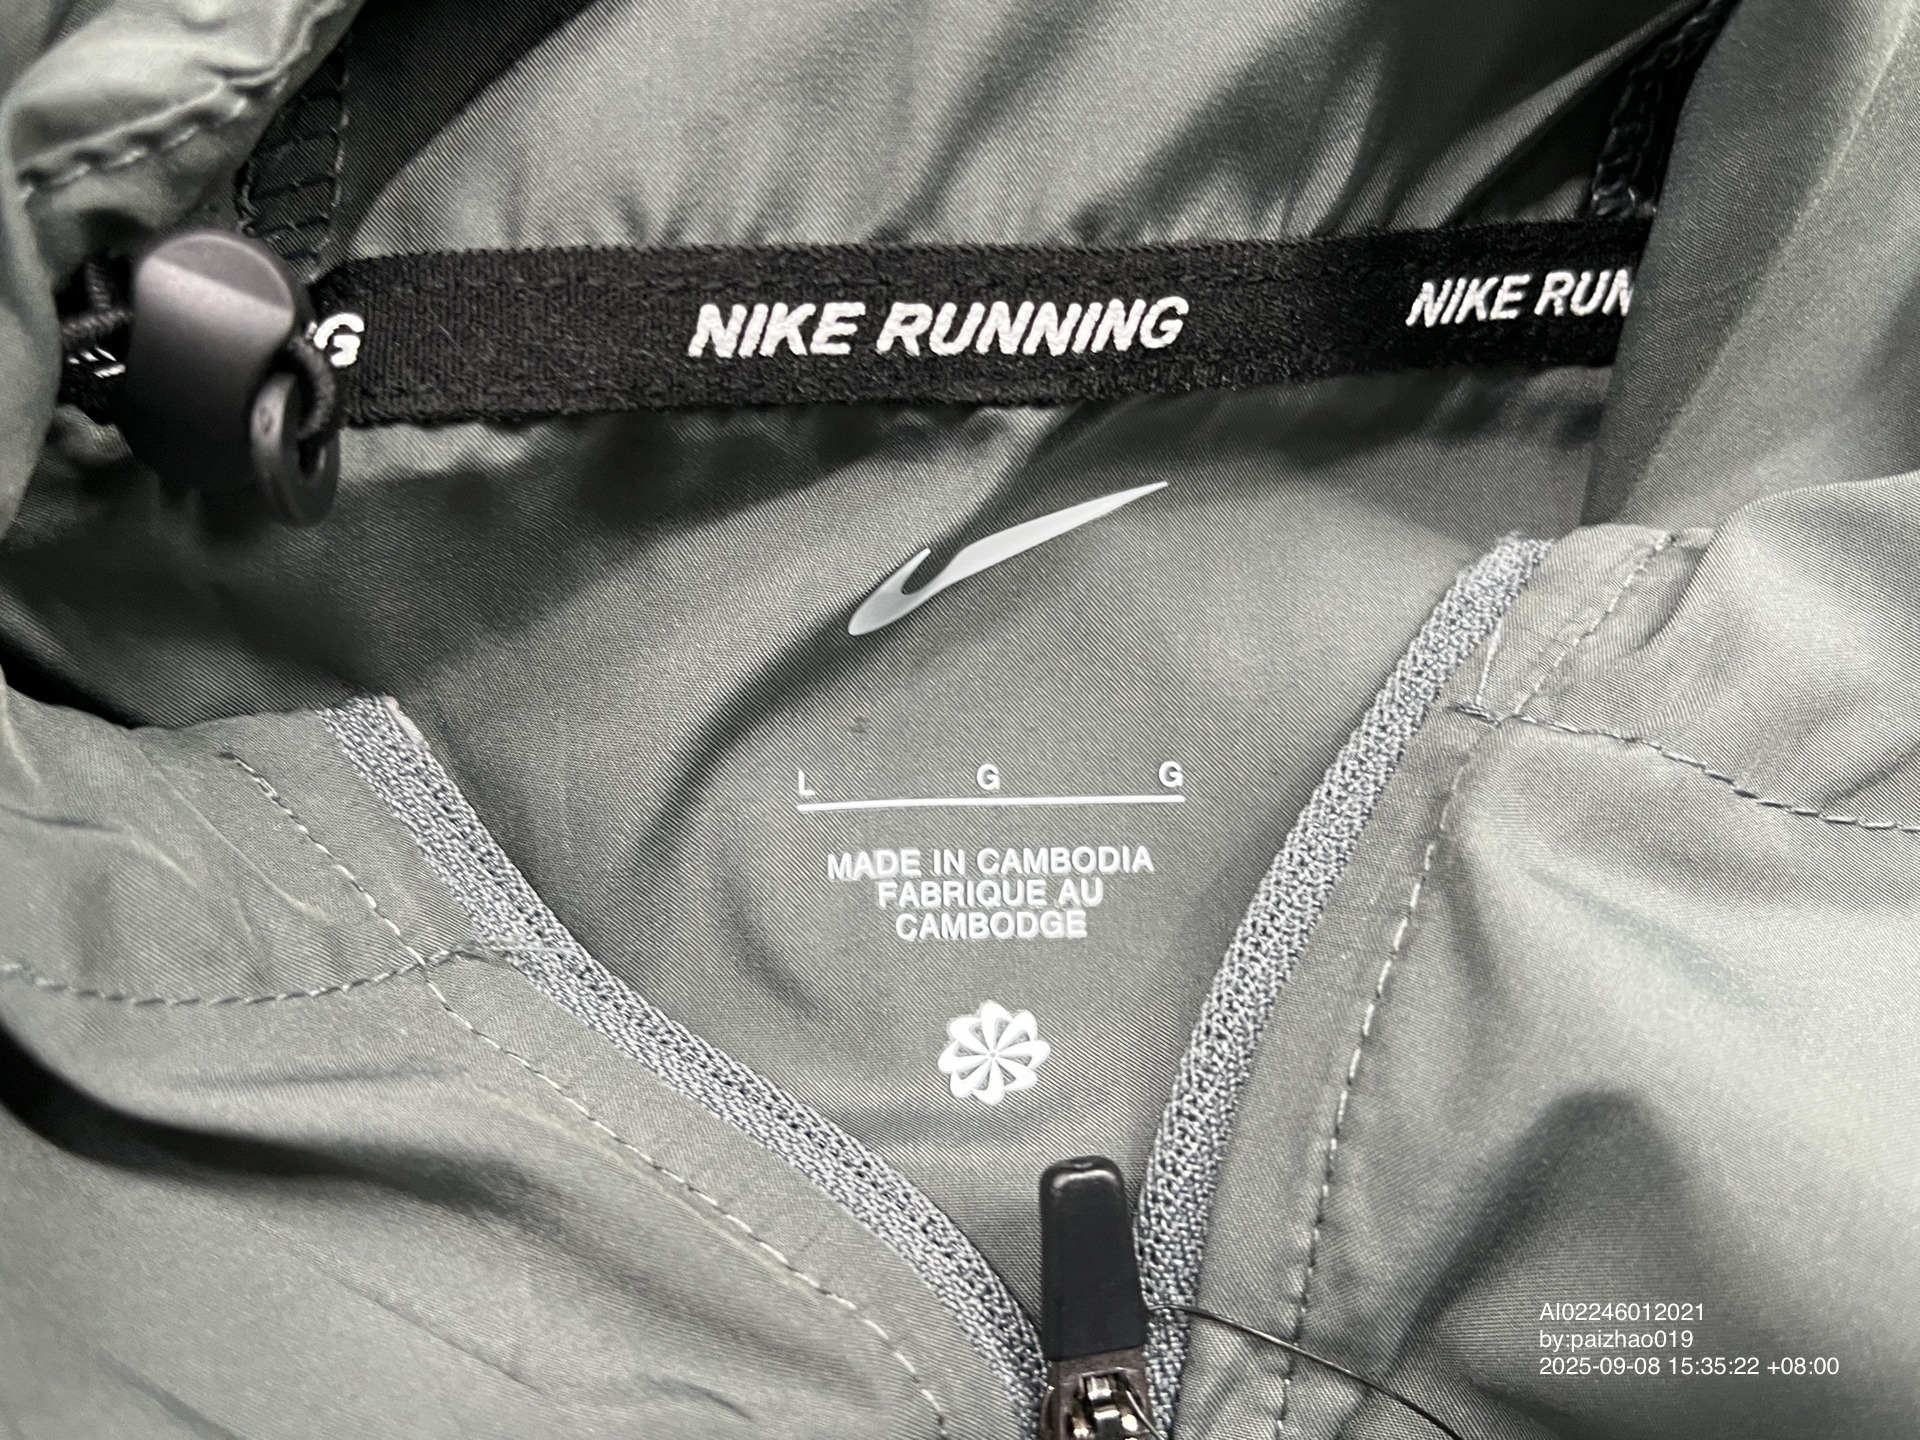 G NIKE RUNNING NIKE RUN
L G G
MADE IN CAMBODIA
FABRIQUE AU
CAMBODGE
AI02246012021
by:paizhao019
2025-09-08 15:35:22 +08:00